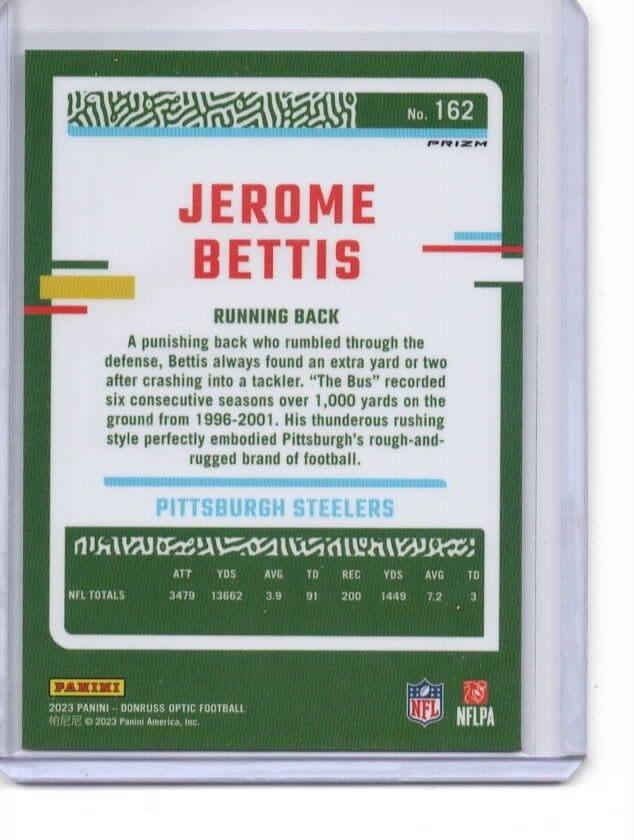 No. 162
PRIZM
JEROME
BETTIS
RUNNING BACK
A punishing back who rumbled through the
defense, Bettis always found an extra yard or two
after crashing into a tackler. “The Bus” recorded
six consecutive seasons over 1,000 yards on the
ground from 1996-2001. His thunderous rushing
style perfectly embodied Pittsburgh’s rough-and-
rugged brand of football.
PITTSBURGH STEELERS
ATT YDS AVG TD REC YDS AVG TD
NFL TOTALS 3479 13662 3.9 91 200 1449 7.2 3
PANINI
2023 PANINI – DONRUSS OPTIC FOOTBALL
帕尼尼 © 2023 Panini America, Inc.
NFL
NFLPA